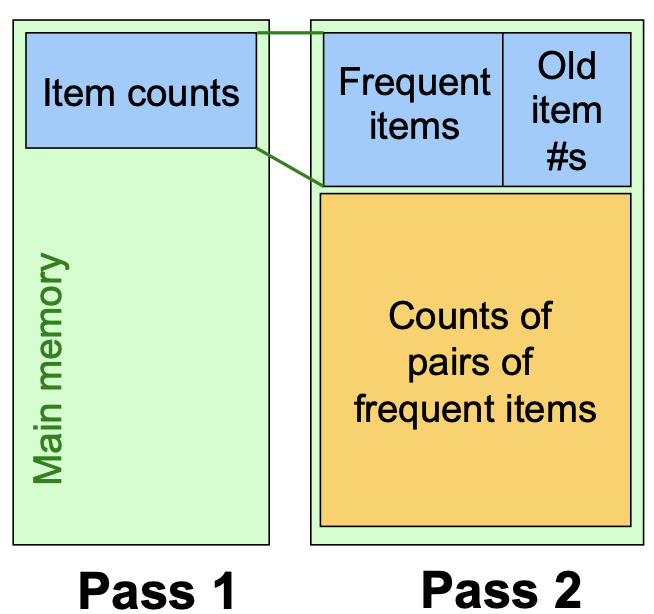 Item counts
Main memory
Pass 1
Frequent
items
Old
item
#s
Counts of
pairs of
frequent items
Pass 2